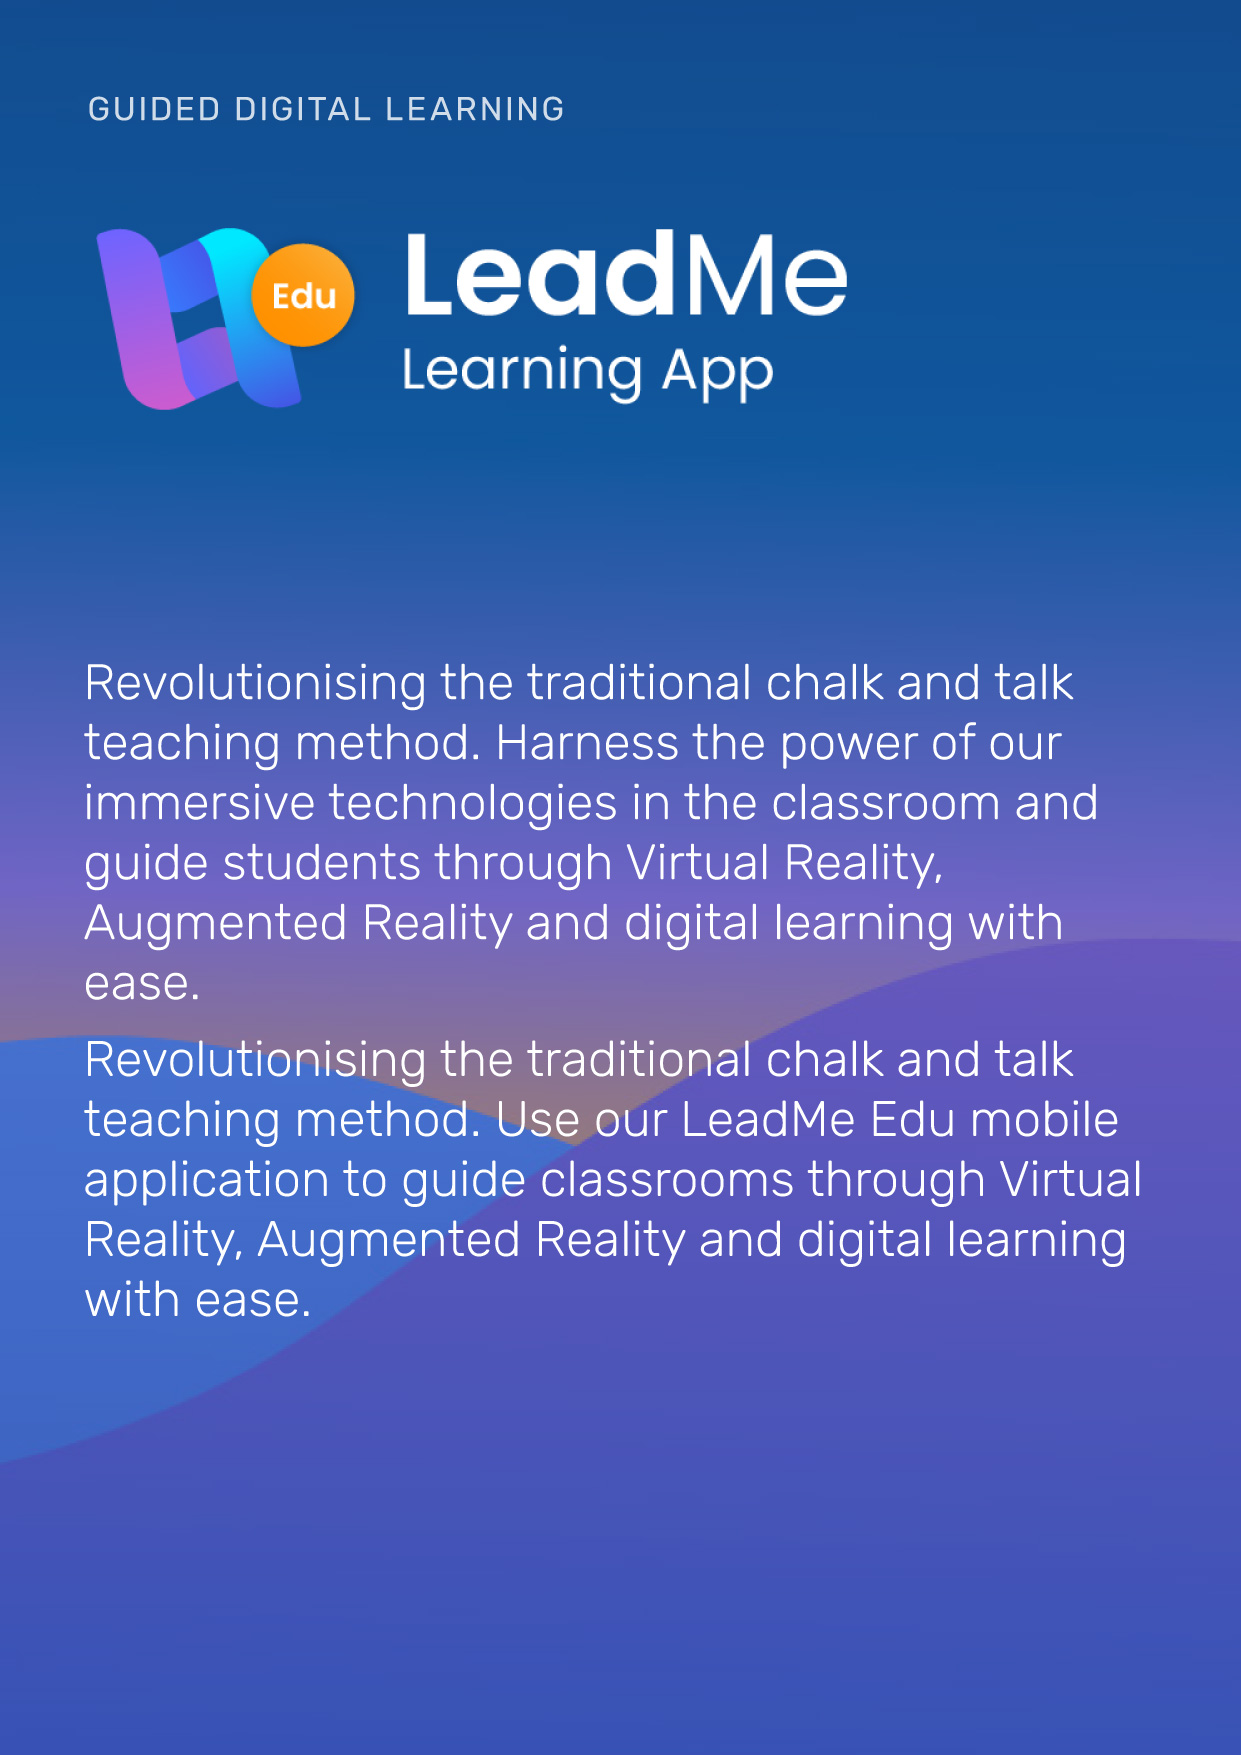 GUIDED DIGITAL LEARNING
Edu
LeadMe
Learning App
Revolutionising the traditional chalk and talk
teaching method. Harness the power of our
immersive technologies in the classroom and
guide students through Virtual Reality,
Augmented Reality and digital learning with
ease.
Revolutionising the traditional chalk and talk
teaching method. Use our LeadMe Edu mobile
application to guide classrooms through Virtual
Reality, Augmented Reality and digital learning
with ease.